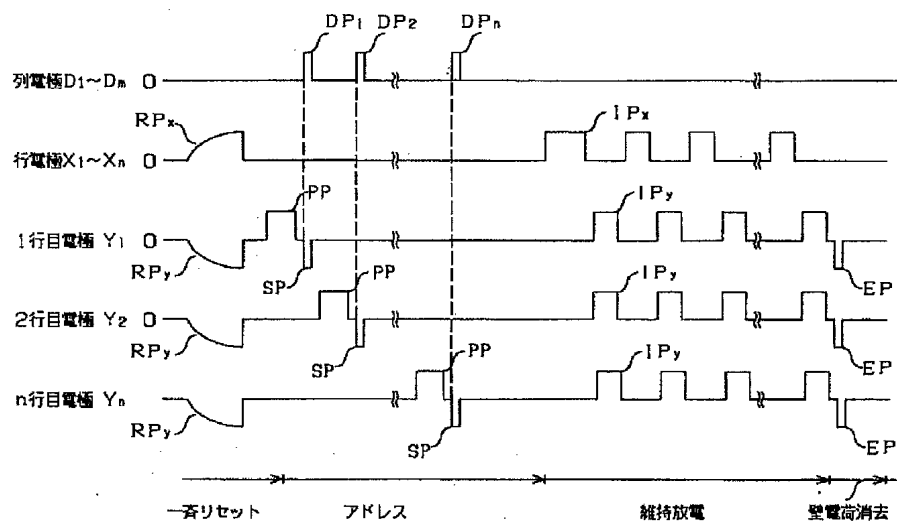 DP1 DP2 DPn
列電極D1~Dm 0
RPx IPx
行電極X1~Xn 0
PP IPy
1行目電極 Y1 0
RPy SP PP IPy EP
2行目電極 Y2 0
RPy SP PP IPy EP
n行目電極 Yn
RPy SP EP
一斉リセット アドレス 維持放電 壁電荷消去